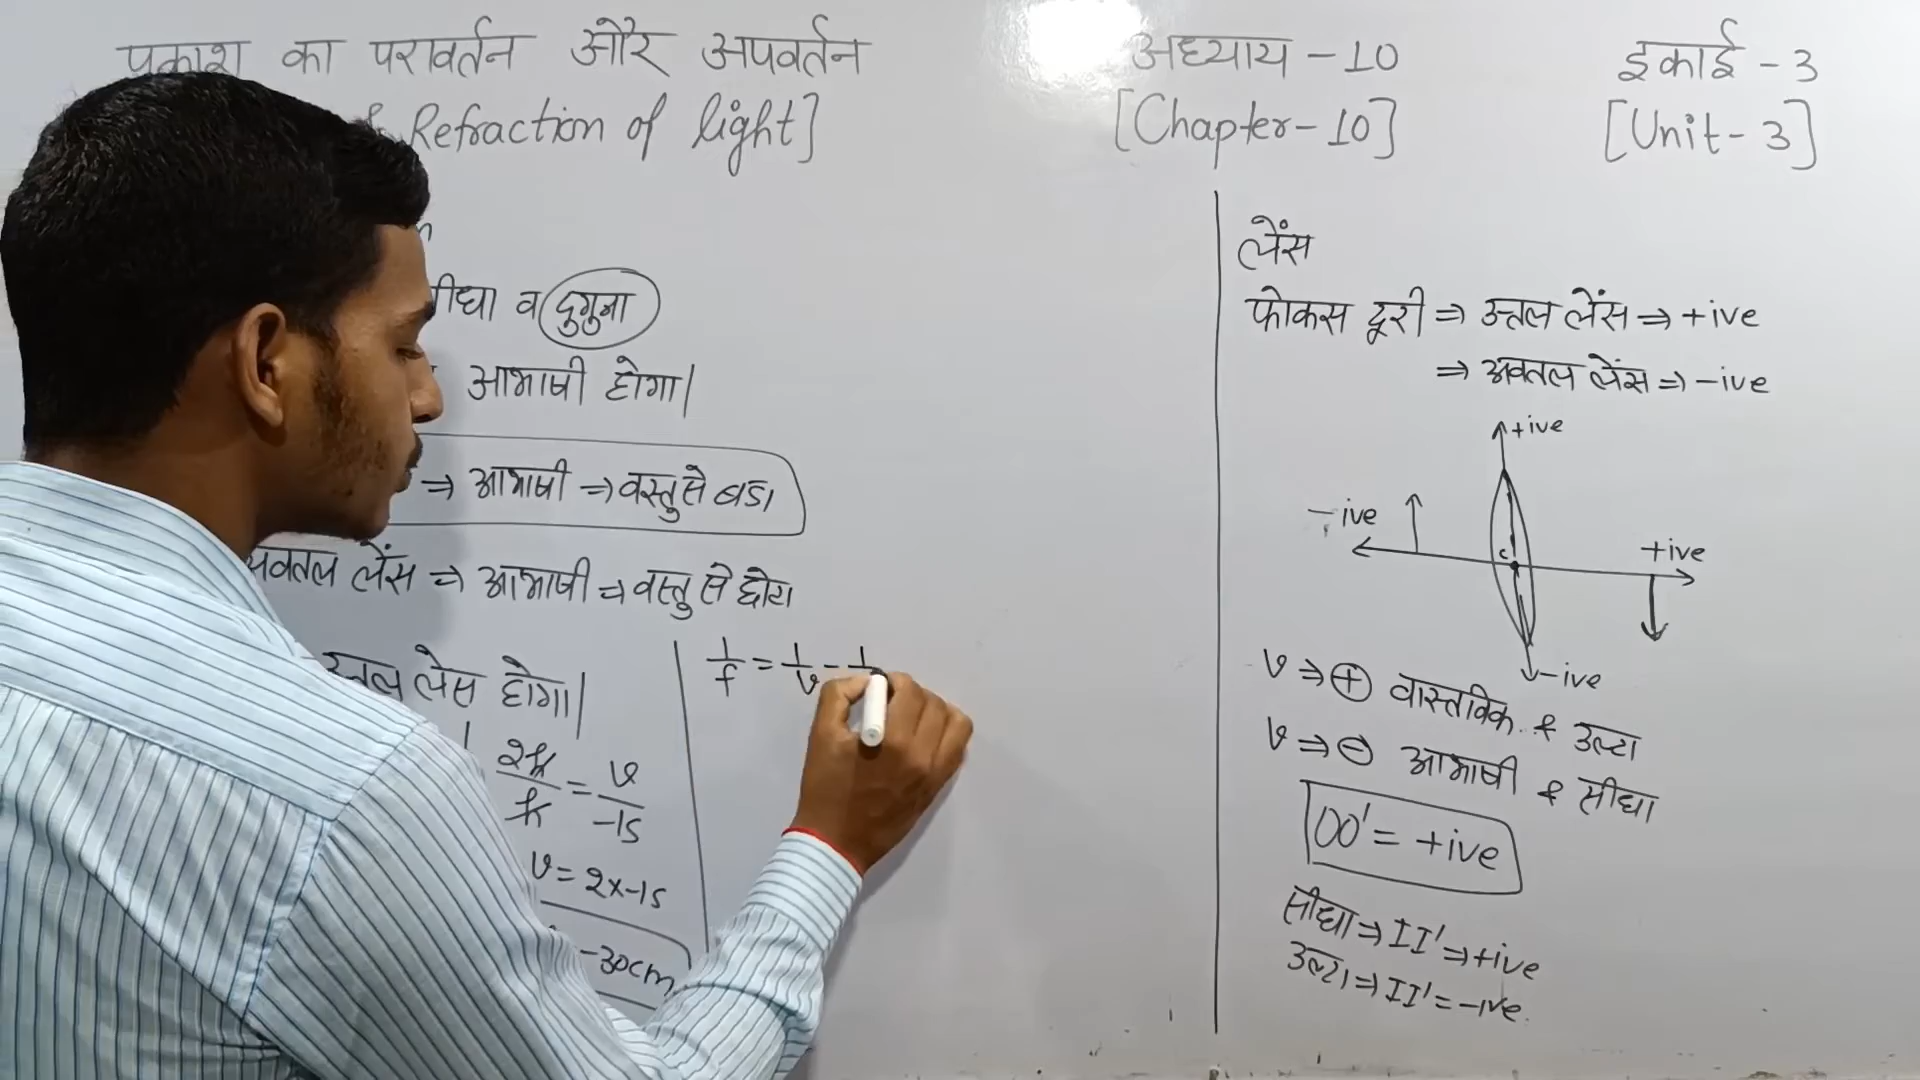 प्रकाश का परावर्तन और अपवर्तन
& Refraction of light]
अध्याय - 10
[Chapter - 10]
इकाई - 3
[Unit - 3]
व दुगुना
आभाषी होगा।
⇒ आभाषी ⇒ वस्तु से बड़ा
अवतल लेंस ⇒ आभाषी ⇒ वस्तु से छोटा
लेंस होगा।
= v/-15
v = 2x-15
-30cm
1/f = 1/v - 1
लेंस
फोकस दूरी ⇒ उत्तल लेंस ⇒ +ive
⇒ अवतल लेंस ⇒ -ive
+ive
-ive
c
+ive
-ive
v ⇒ ⊕ वास्तविक & उल्टा
v ⇒ ⊖ आभाषी & सीधा
OO' = +ive
सीधा ⇒ II' ⇒ +ive
उल्टा ⇒ II' = -ive